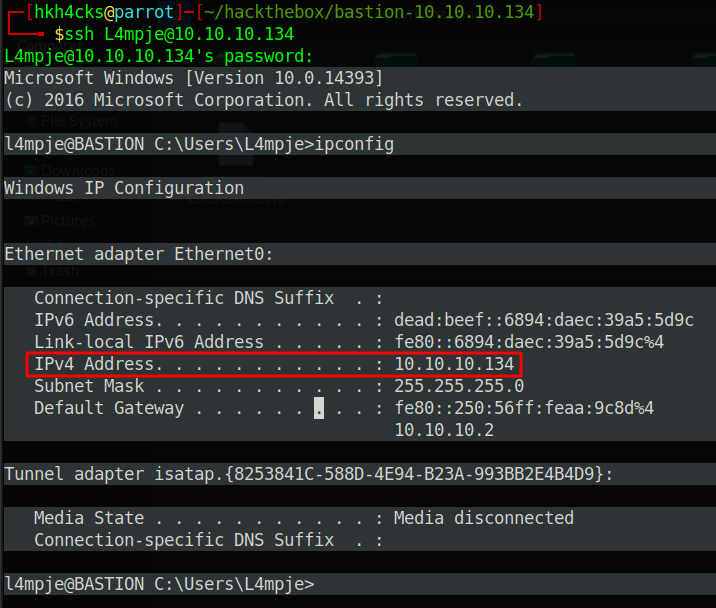 [hkh4cks@parrot]-[~/hackthebox/bastion-10.10.10.134]
$ssh L4mpje@10.10.10.134
L4mpje@10.10.10.134's password:
Microsoft Windows [Version 10.0.14393]
(c) 2016 Microsoft Corporation. All rights reserved.
File System
l4mpje@BASTION C:\Users\L4mpje>ipconfig
Downloads
Windows IP Configuration
Pictures
Ethernet adapter Ethernet0:
Trash
Connection-specific DNS Suffix  . :
IPv6 Address. . . . . . . . . . . : dead:beef::6894:daec:39a5:5d9c
Link-local IPv6 Address . . . . . : fe80::6894:daec:39a5:5d9c%4
IPv4 Address. . . . . . . . . . . : 10.10.10.134
Subnet Mask . . . . . . . . . . . : 255.255.255.0
Default Gateway . . . . . . . . . : fe80::250:56ff:feaa:9c8d%4
10.10.10.2
Tunnel adapter isatap.{8253841C-588D-4E94-B23A-993BB2E4B4D9}:
Media State . . . . . . . . . . . : Media disconnected
Connection-specific DNS Suffix  . :
l4mpje@BASTION C:\Users\L4mpje>